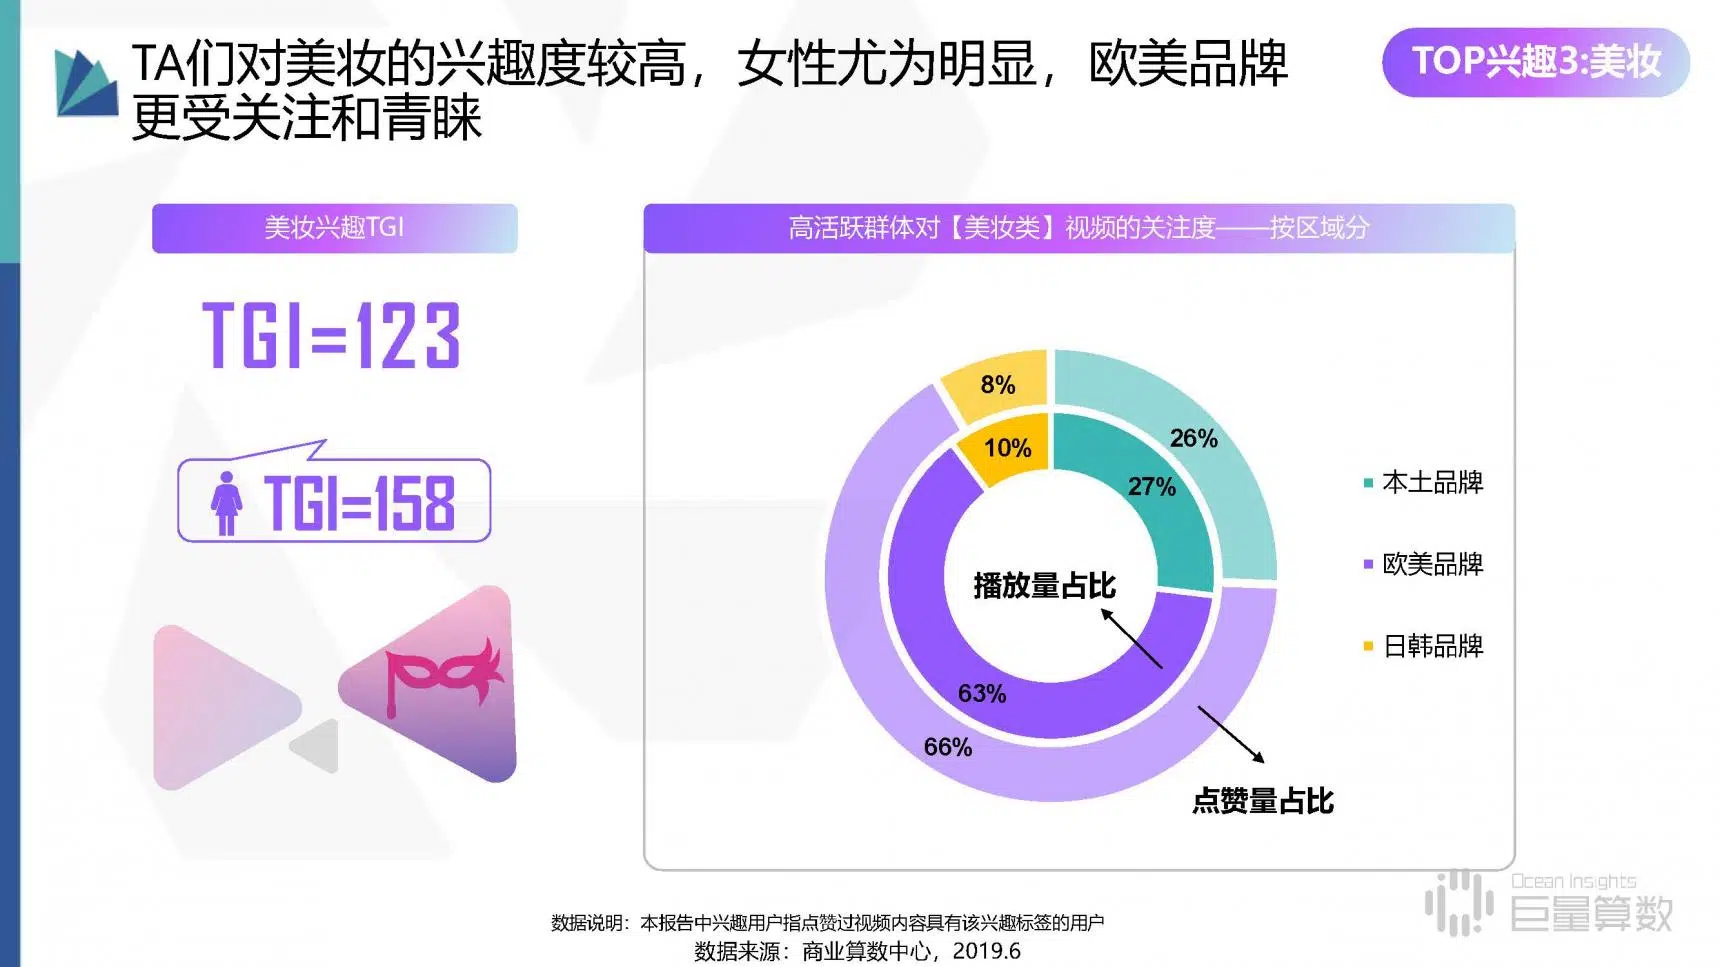 TA们对美妆的兴趣度较高，女性尤为明显，欧美品牌
更受关注和青睐
TOP兴趣3:美妆
美妆兴趣TGI
TGI=123
TGI=158
高活跃群体对【美妆类】视频的关注度——按区域分
8%
26%
10%
27%
播放量占比
63%
66%
点赞量占比
本土品牌
欧美品牌
日韩品牌
数据说明：本报告中兴趣用户指点赞过视频内容具有该兴趣标签的用户
数据来源：商业算数中心，2019.6
Ocean Insights
巨量算数